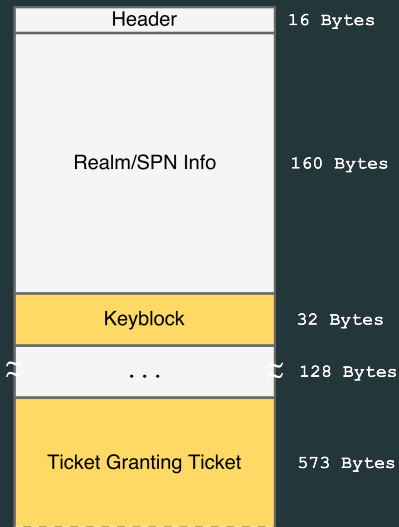 Header 16 Bytes
Realm/SPN Info 160 Bytes
Keyblock 32 Bytes
≈ ... ≈ 128 Bytes
Ticket Granting Ticket 573 Bytes